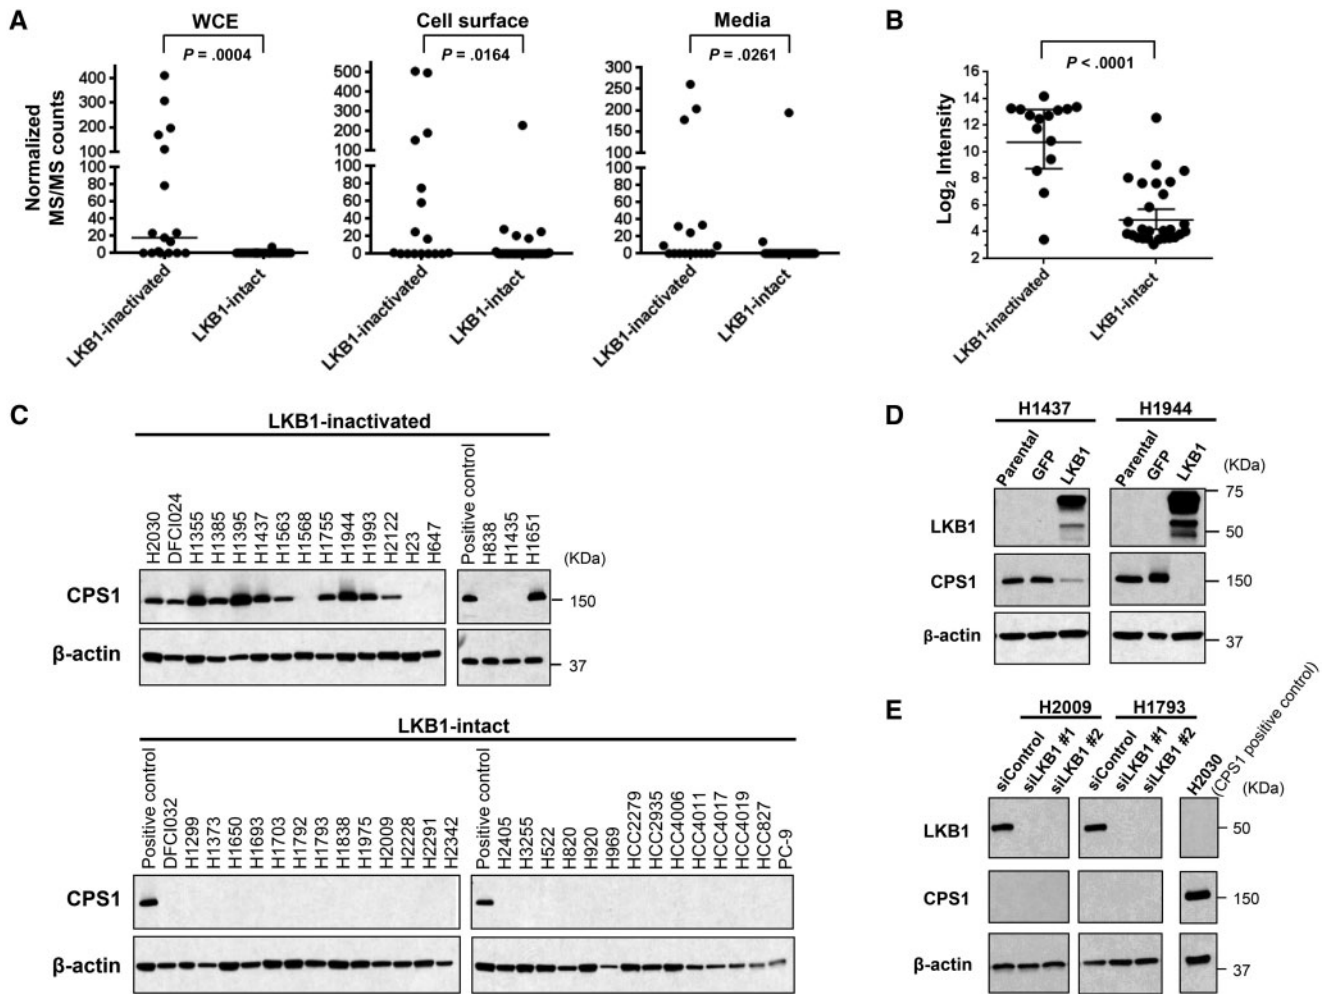 A
WCE
P = .0004
Normalized
MS/MS counts
400
300
200
100
100
80
60
40
20
0
LKB1-inactivated
LKB1-intact
Cell surface
P = .0164
500
400
300
200
100
100
80
60
40
20
0
LKB1-inactivated
LKB1-intact
Media
P = .0261
300
250
200
150
100
100
80
60
40
20
0
LKB1-inactivated
LKB1-intact
B
P < .0001
Log2 Intensity
16
14
12
10
8
6
4
2
LKB1-inactivated
LKB1-intact
C
LKB1-inactivated
H2030
DFCI024
H1355
H1385
H1395
H1437
H1563
H1568
H1755
H1944
H1993
H2122
H23
H647
Positive control
H838
H1435
H1651
(KDa)
CPS1
150
β-actin
37
LKB1-intact
Positive control
DFCI032
H1299
H1373
H1650
H1693
H1703
H1792
H1793
H1838
H1975
H2009
H2228
H2291
H2342
Positive control
H2405
H3255
H522
H820
H920
H969
HCC2279
HCC2935
HCC4006
HCC4011
HCC4017
HCC4019
HCC827
PC-9
CPS1
β-actin
D
H1437
H1944
Parental
GFP
LKB1
Parental
GFP
LKB1
(KDa)
LKB1
75
50
CPS1
150
β-actin
37
E
H2009
H1793
siControl
siLKB1 #1
siLKB1 #2
siControl
siLKB1 #1
siLKB1 #2
H2030
(CPS1 positive control)
(KDa)
LKB1
50
CPS1
150
β-actin
37